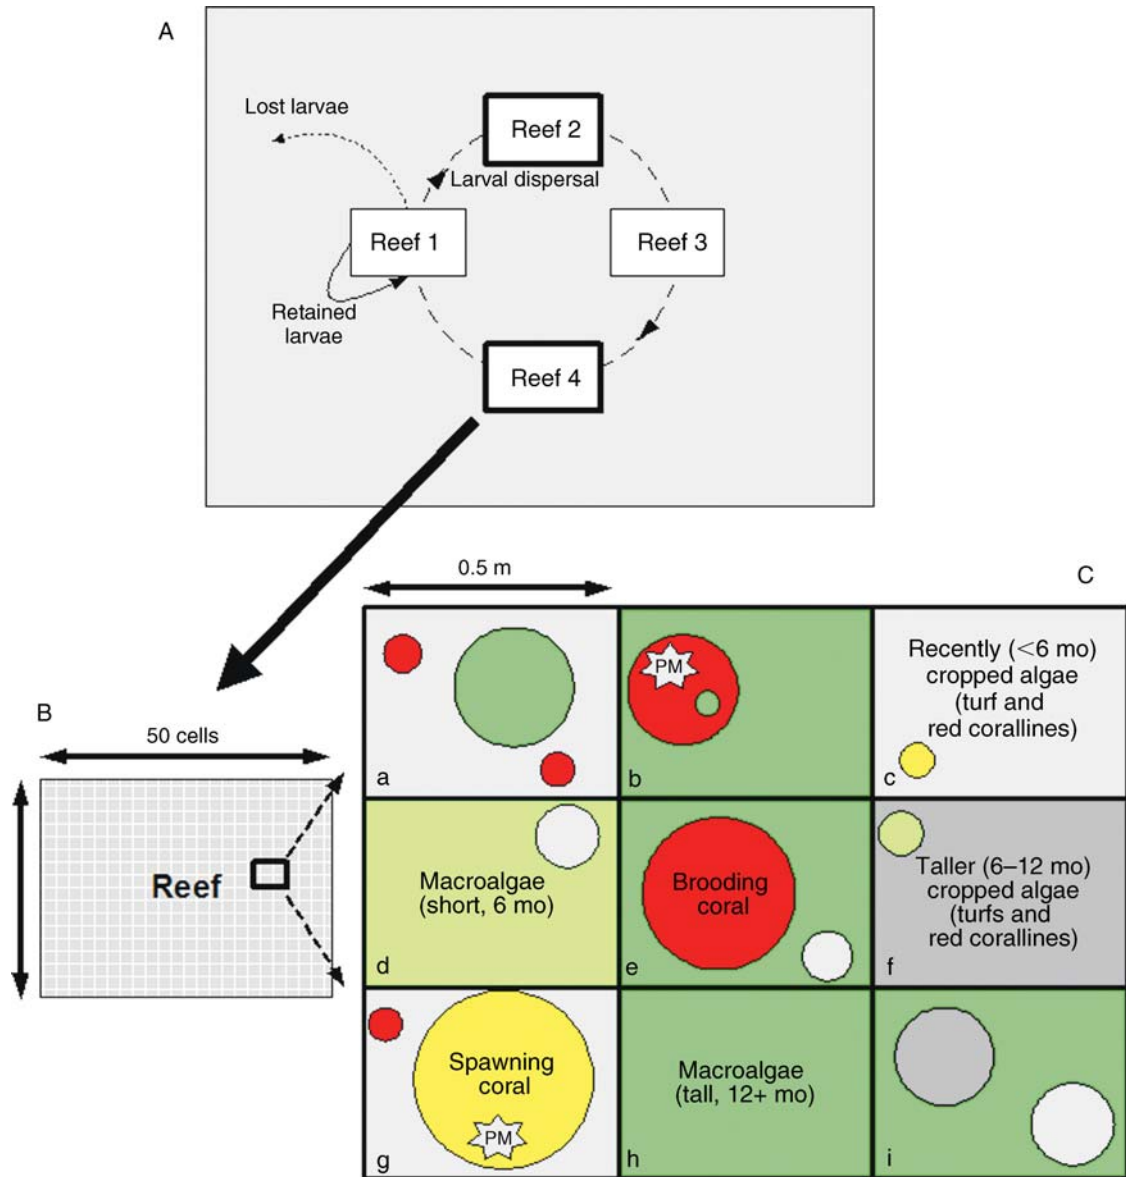 A
Lost larvae
Reef 2
Larval dispersal
Reef 1
Reef 3
Retained
larvae
Reef 4
0.5 m
C
B
50 cells
Reef
a
PM
b
Recently (<6 mo)
cropped algae
(turf and
red corallines)
c
Macroalgae
(short, 6 mo)
d
Brooding
coral
e
Taller (6–12 mo)
cropped algae
(turfs and
red corallines)
f
Spawning
coral
PM
g
Macroalgae
(tall, 12+ mo)
h
i